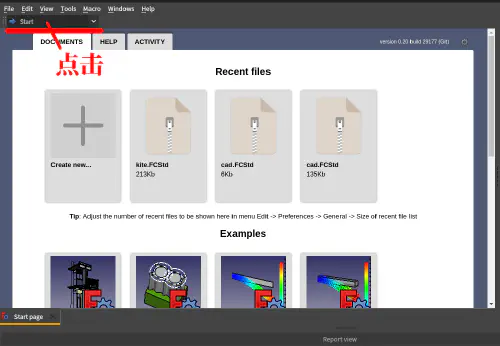 File Edit View Tools Macro Windows Help
Start
DOCUMENTS HELP ACTIVITY version 0.20 build 29177 (Git)
点击
Recent files
Create new... kite.FCStd cad.FCStd cad.FCStd
213Kb 6Kb 135Kb
Tip: Adjust the number of recent files to be shown here in menu Edit -> Preferences -> General -> Size of recent file list
Examples
Start page
Report view